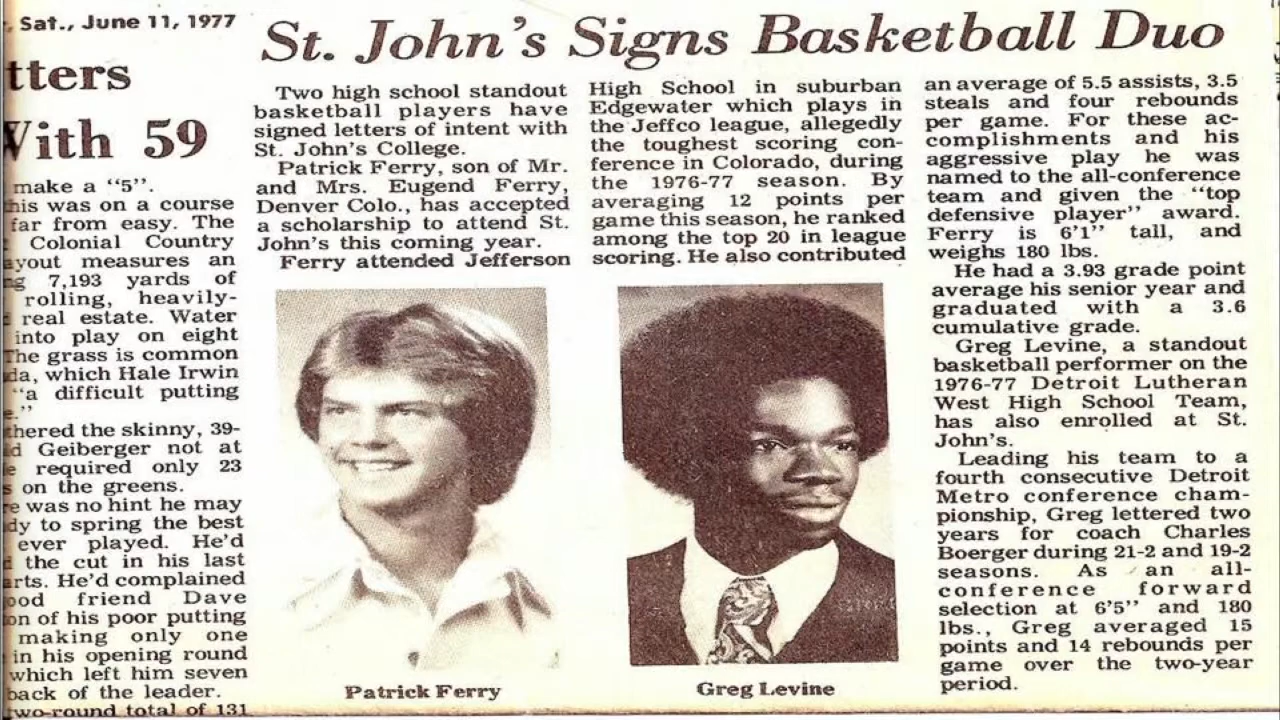 Sat., June 11, 1977
tters
With 59
make a “5”.
his was on a course
far from easy. The
Colonial Country
ayout measures an
7,193 yards of
rolling, heavily-
real estate. Water
into play on eight
The grass is common
da, which Hale Irwin
“a difficult putting
e.”
thered the skinny, 39-
d Geiberger not at
e required only 23
s on the greens.
e was no hint he may
dy to spring the best
ever played. He’d
the cut in his last
arts. He’d complained
ood friend Dave
on of his poor putting
making only one
in his opening round
which left him seven
back of the leader.
two-round total of 131
St. John’s Signs Basketball Duo
Two high school standout
basketball players have
signed letters of intent with
St. John’s College.
Patrick Ferry, son of Mr.
and Mrs. Eugend Ferry,
Denver Colo., has accepted
a scholarship to attend St.
John’s this coming year.
Ferry attended Jefferson
High School in suburban
Edgewater which plays in
the Jeffco league, allegedly
the toughest scoring con-
ference in Colorado, during
the 1976-77 season. By
averaging 12 points per
game this season, he ranked
among the top 20 in league
scoring. He also contributed
an average of 5.5 assists, 3.5
steals and four rebounds
per game. For these ac-
complishments and his
aggressive play he was
named to the all-conference
team and given the “top
defensive player” award.
Ferry is 6’1” tall, and
weighs 180 lbs.
He had a 3.93 grade point
average his senior year and
graduated with a 3.6
cumulative grade.
Greg Levine, a standout
basketball performer on the
1976-77 Detroit Lutheran
West High School Team,
has also enrolled at St.
John’s.
Leading his team to a
fourth consecutive Detroit
Metro conference cham-
pionship, Greg lettered two
years for coach Charles
Boerger during 21-2 and 19-2
seasons. As an all-
conference forward
selection at 6’5” and 180
lbs., Greg averaged 15
points and 14 rebounds per
game over the two-year
period.
Patrick Ferry
Greg Levine